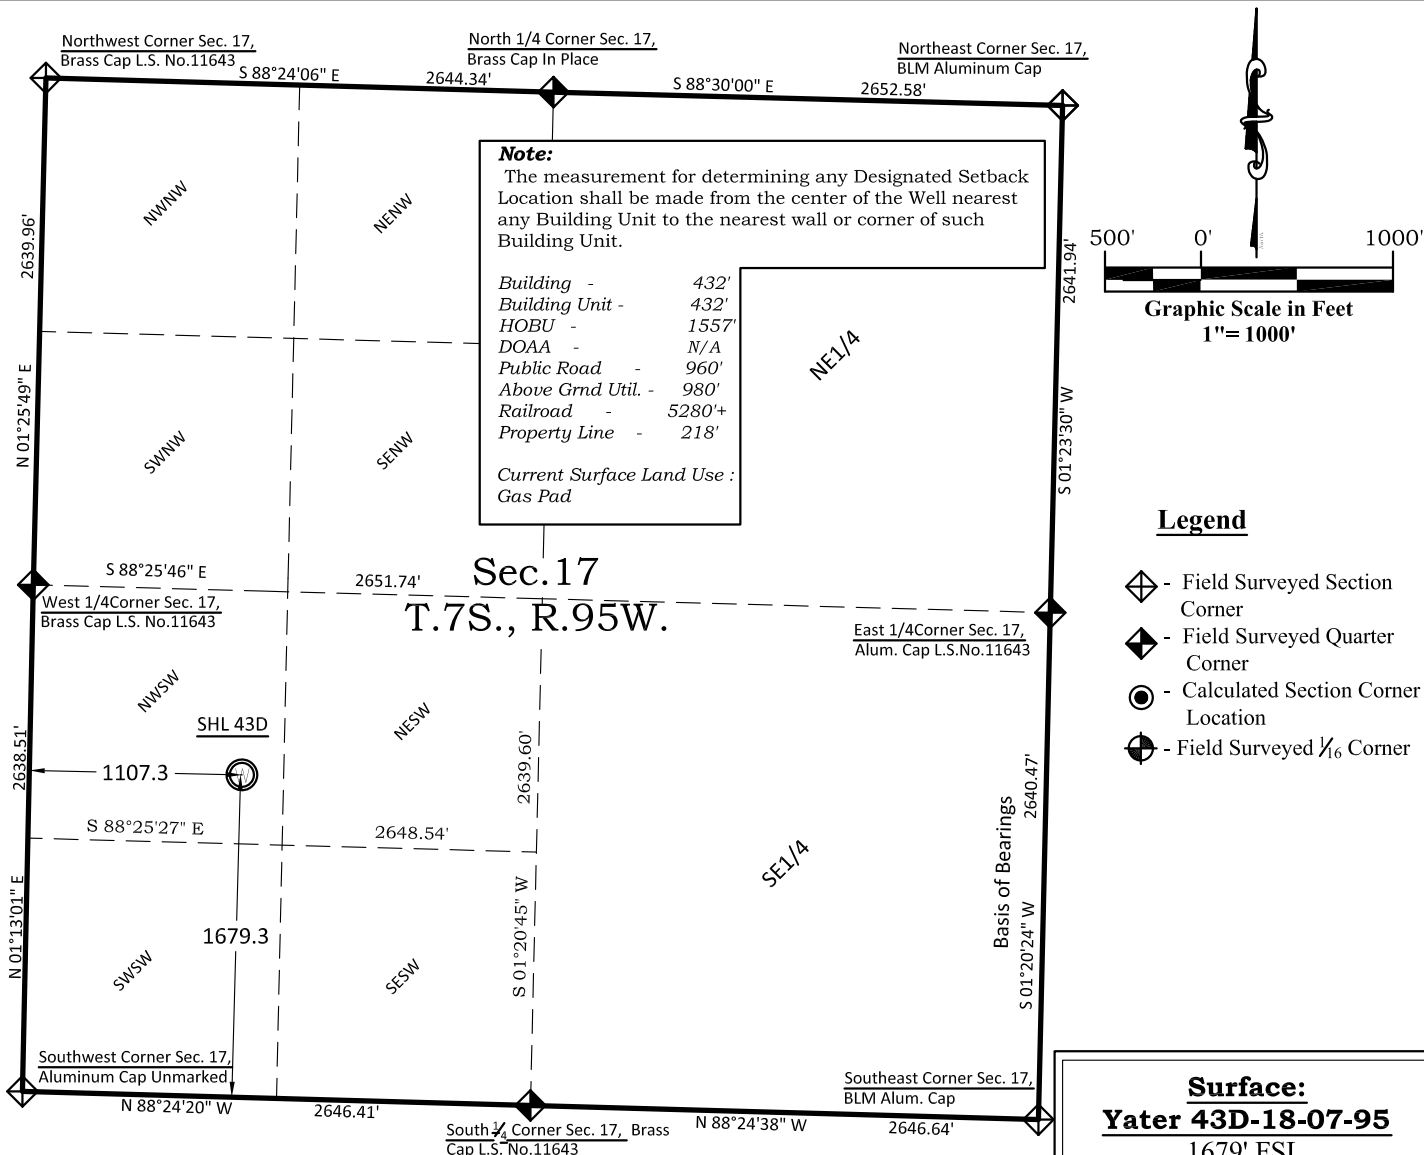 Northwest Corner Sec. 17,
Brass Cap L.S. No.11643
S 88°24'06" E
2644.34'
North 1/4 Corner Sec. 17,
Brass Cap In Place
S 88°30'00" E
2652.58'
Northeast Corner Sec. 17,
BLM Aluminum Cap
Note:
The measurement for determining any Designated Setback
Location shall be made from the center of the Well nearest
any Building Unit to the nearest wall or corner of such
Building Unit.
Building - 432'
Building Unit - 432'
HOBU - 1557'
DOAA - N/A
Public Road - 960'
Above Grnd Util. - 980'
Railroad - 5280'+
Property Line - 218'
Current Surface Land Use :
Gas Pad
NWNW
NENW
2639.96'
N 01°25'49" E
SWNW
SENW
NE1/4
2641.94'
S 01°23'30" W
500' 0' 1000'
Graphic Scale in Feet
1"= 1000'
S 88°25'46" E
2651.74'
Sec.17
T.7S., R.95W.
West 1/4Corner Sec. 17,
Brass Cap L.S. No.11643
East 1/4Corner Sec. 17,
Alum. Cap L.S.No.11643
Legend
- Field Surveyed Section
Corner
- Field Surveyed Quarter
Corner
- Calculated Section Corner
Location
- Field Surveyed 1/16 Corner
NWSW
NESW
SHL 43D
2638.51'
1107.3
2639.60'
2640.47'
S 88°25'27" E
2648.54'
Basis of Bearings
SE1/4
N 01°13'01" E
1679.3
S 01°20'45" W
S 01°20'24" W
SWSW
SESW
Southwest Corner Sec. 17,
Aluminum Cap Unmarked
N 88°24'20" W
2646.41'
South 1/4 Corner Sec. 17, Brass
Cap L.S. No.11643
N 88°24'38" W
2646.64'
Southeast Corner Sec. 17,
BLM Alum. Cap
Surface:
Yater 43D-18-07-95
1679' FSL